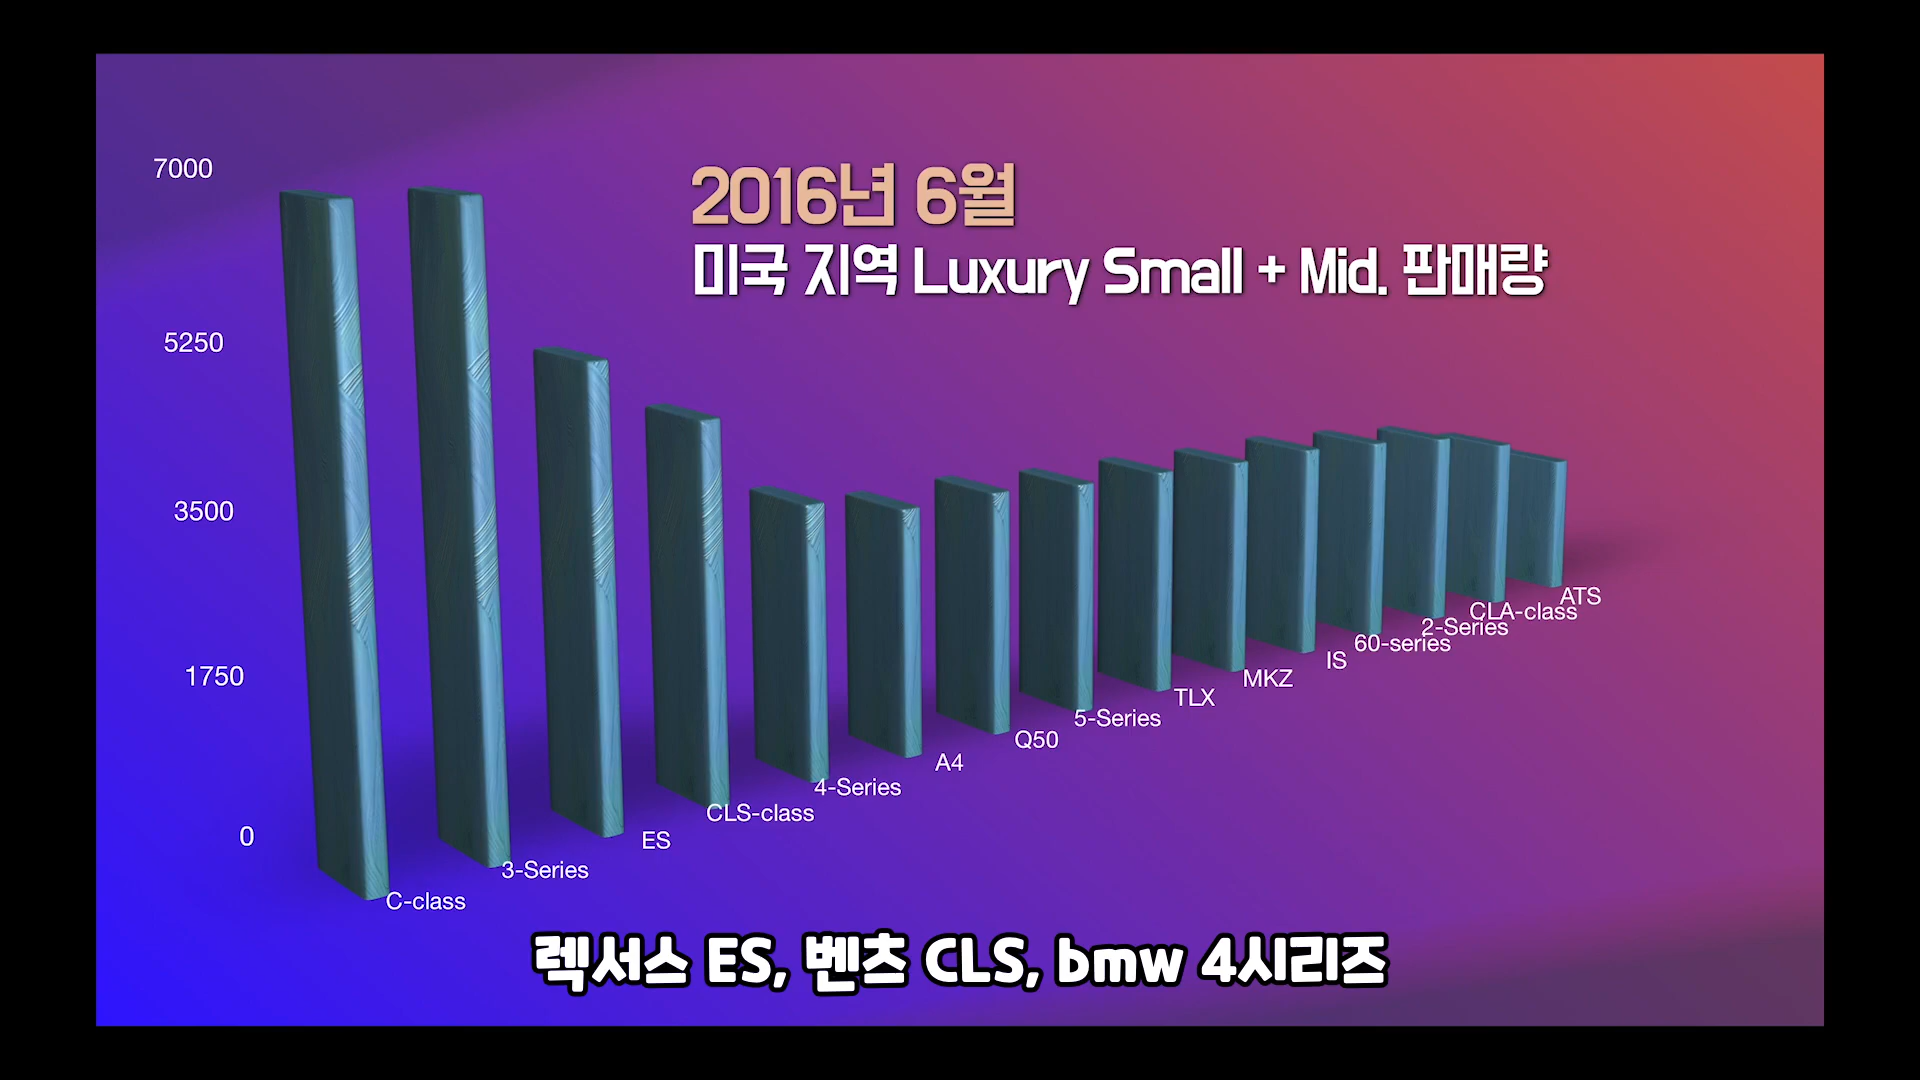 2016년 6월
미국 지역 Luxury Small + Mid. 판매량
7000
5250
3500
1750
0
C-class
3-Series
ES
CLS-class
4-Series
A4
Q50
5-Series
TLX
MKZ
IS
60-series
2-Series
CLA-class
ATS
렉서스 ES, 벤츠 CLS, bmw 4시리즈